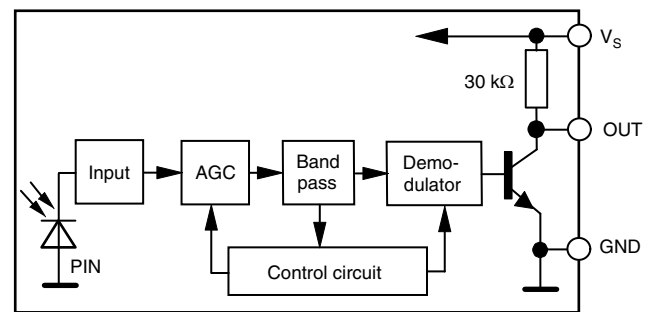 V_S
30 kΩ
OUT
Input
AGC
Band
pass
Demo-
dulator
GND
PIN
Control circuit